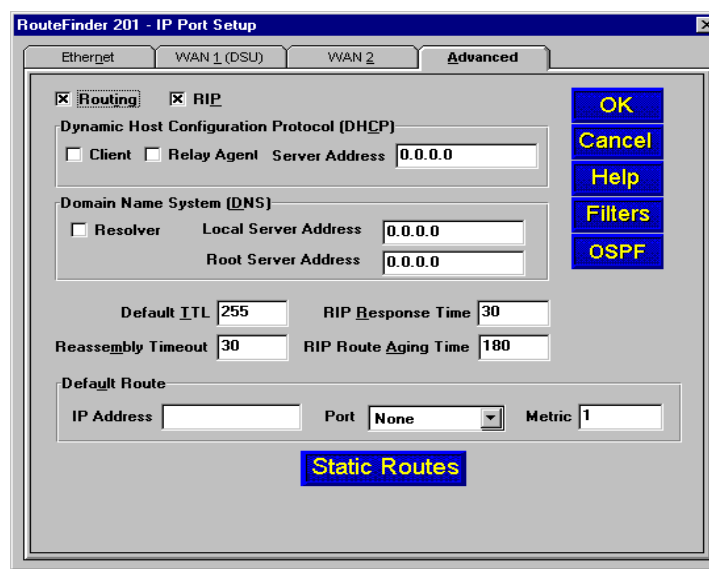 RouteFinder 201 - IP Port Setup
Ethernet WAN 1 (DSU) WAN 2 Advanced
Routing RIP
OK
Dynamic Host Configuration Protocol (DHCP)
Cancel
Client Relay Agent Server Address 0.0.0.0
Help
Domain Name System (DNS)
Filters
Resolver Local Server Address 0.0.0.0
OSPF
Root Server Address 0.0.0.0
Default TTL 255 RIP Response Time 30
Reassembly Timeout 30 RIP Route Aging Time 180
Default Route
IP Address Port None Metric 1
Static Routes